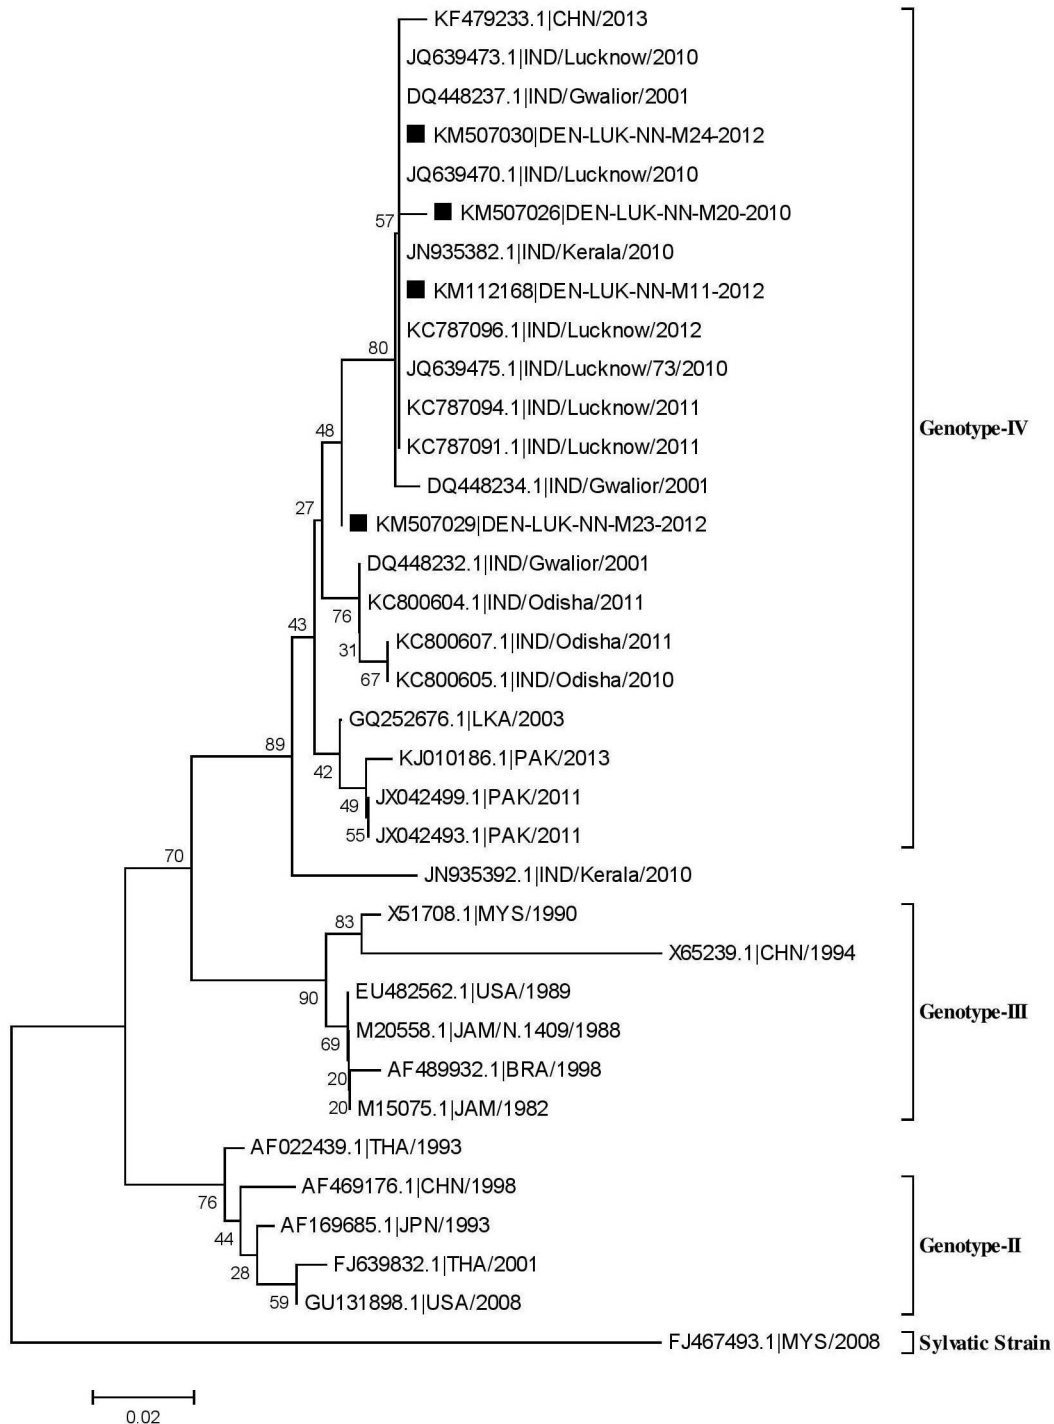 KF479233.1|CHN/2013
JQ639473.1|IND/Lucknow/2010
DQ448237.1|IND/Gwalior/2001
KM507030|DEN-LUK-NN-M24-2012
JQ639470.1|IND/Lucknow/2010
KM507026|DEN-LUK-NN-M20-2010
57
JN935382.1|IND/Kerala/2010
KM112168|DEN-LUK-NN-M11-2012
KC787096.1|IND/Lucknow/2012
80
JQ639475.1|IND/Lucknow/73/2010
KC787094.1|IND/Lucknow/2011
Genotype-IV
48
KC787091.1|IND/Lucknow/2011
DQ448234.1|IND/Gwalior/2001
27
KM507029|DEN-LUK-NN-M23-2012
DQ448232.1|IND/Gwalior/2001
KC800604.1|IND/Odisha/2011
76
43
KC800607.1|IND/Odisha/2011
31
67
KC800605.1|IND/Odisha/2010
GQ252676.1|LKA/2003
89
KJ010186.1|PAK/2013
42
JX042499.1|PAK/2011
49
55
JX042493.1|PAK/2011
70
JN935392.1|IND/Kerala/2010
X51708.1|MYS/1990
83
X65239.1|CHN/1994
EU482562.1|USA/1989
90
Genotype-III
M20558.1|JAM/N.1409/1988
69
AF489932.1|BRA/1998
20
20
M15075.1|JAM/1982
AF022439.1|THA/1993
AF469176.1|CHN/1998
76
AF169685.1|JPN/1993
44
Genotype-II
FJ639832.1|THA/2001
28
59
GU131898.1|USA/2008
FJ467493.1|MYS/2008
Sylvatic Strain
0.02